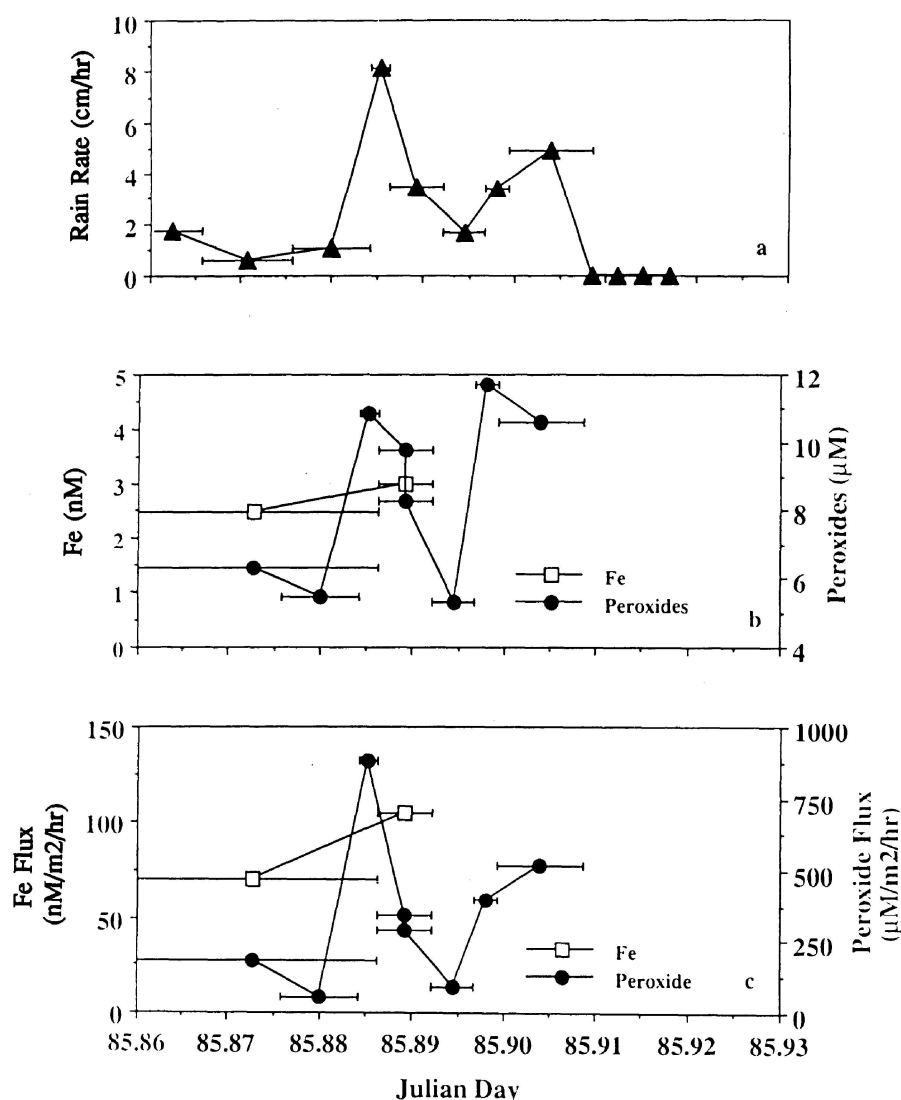 10
8
6
4
2
0
Rain Rate (cm/hr)
a
5
4
3
2
1
0
Fe (nM)
12
10
8
6
4
Peroxides (µM)
Fe
Peroxides
b
150
100
50
0
Fe Flux
(nM/m2/hr)
1000
750
500
250
0
Peroxide Flux
(µM/m2/hr)
Fe
Peroxide
c
85.86 85.87 85.88 85.89 85.90 85.91 85.92 85.93
Julian Day